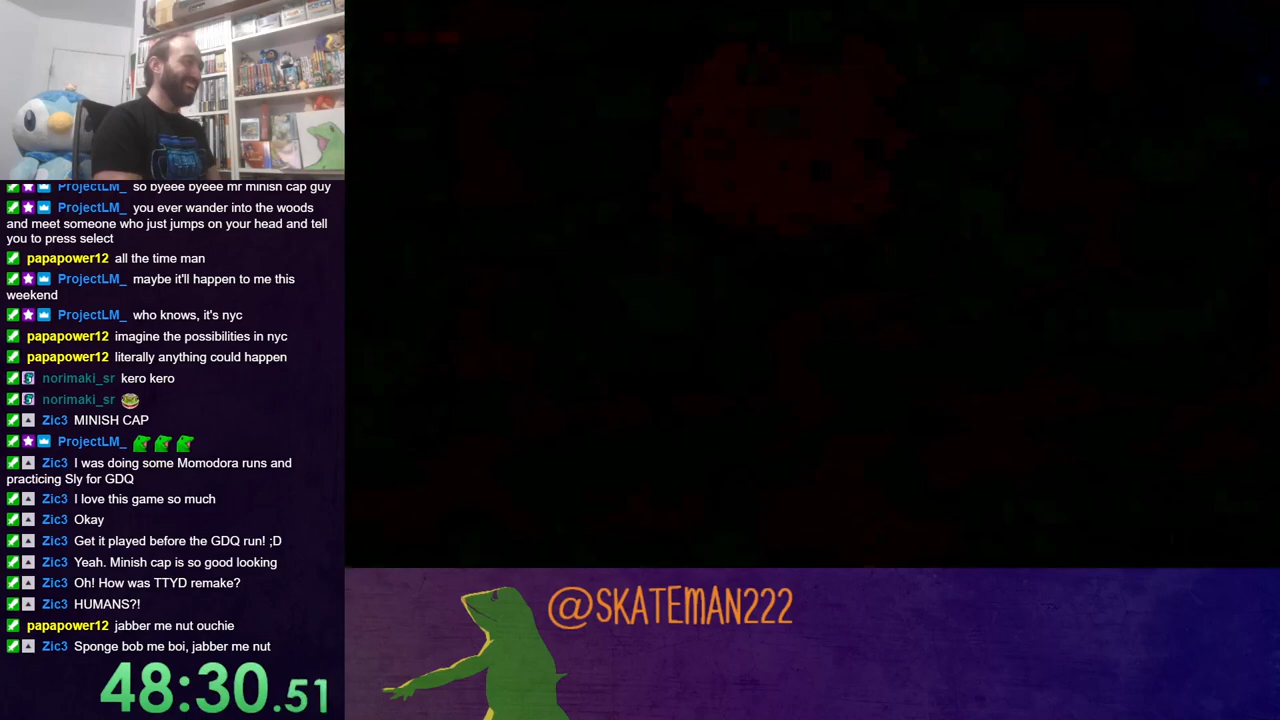 ProjectLM_ so byeee byeee mr minish cap guy
ProjectLM_ you ever wander into the woods
and meet someone who just jumps on your head and tell
you to press select
papapower12 all the time man
ProjectLM_ maybe it'll happen to me this
weekend
ProjectLM_ who knows, it's nyc
papapower12 imagine the possibilities in nyc
papapower12 literally anything could happen
norimaki_sr kero kero
norimaki_sr
Zic3 MINISH CAP
ProjectLM_
Zic3 I was doing some Momodora runs and
practicing Sly for GDQ
Zic3 I love this game so much
Zic3 Okay
Zic3 Get it played before the GDQ run! ;D
Zic3 Yeah. Minish cap is so good looking
Zic3 Oh! How was TTYD remake?
Zic3 HUMANS?!
papapower12 jabber me nut ouchie
Zic3 Sponge bob me boi, jabber me nut
48:30.51
@SKATEMAN222